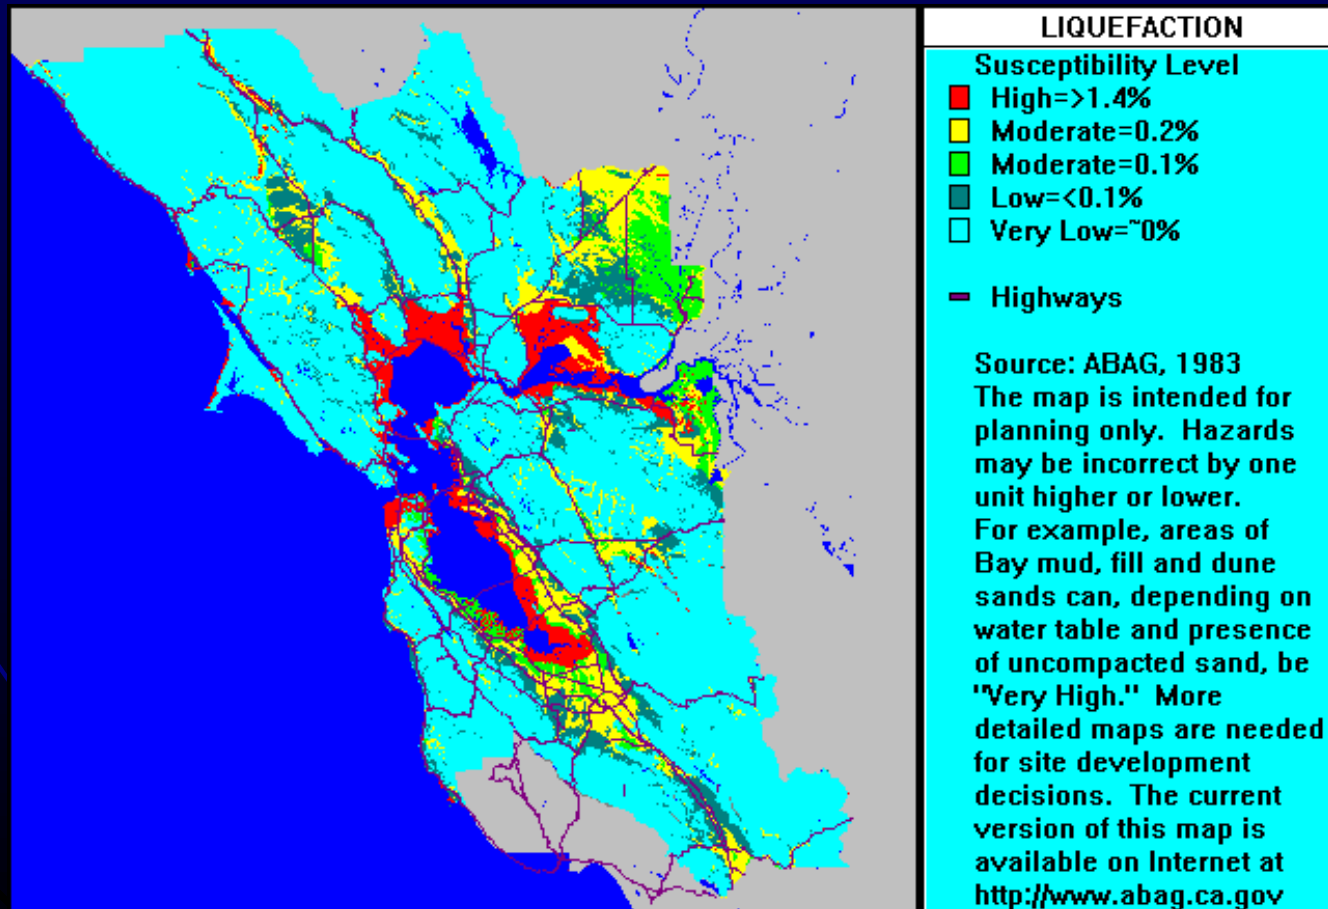 LIQUEFACTION
Susceptibility Level
High=>1.4%
Moderate=0.2%
Moderate=0.1%
Low=<0.1%
Very Low=~0%
Highways
Source: ABAG, 1983
The map is intended for
planning only. Hazards
may be incorrect by one
unit higher or lower.
For example, areas of
Bay mud, fill and dune
sands can, depending on
water table and presence
of uncompacted sand, be
"Very High." More
detailed maps are needed
for site development
decisions. The current
version of this map is
available on Internet at
http://www.abag.ca.gov